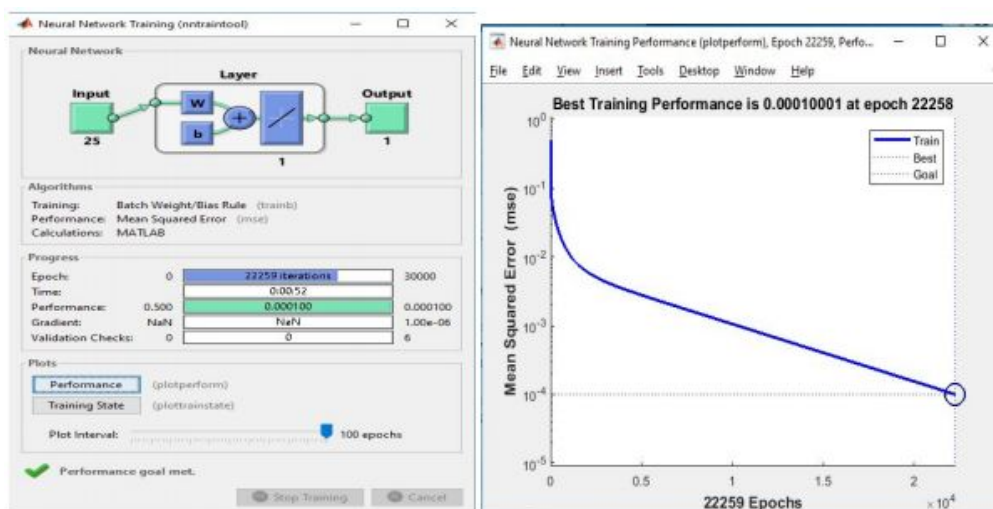 Neural Network Training (nntraintool)
Neural Network
Layer
Input
Output
W
b
25
1
1
Algorithms
Training: Batch Weight/Bias Rule (trainb)
Performance: Mean Squared Error (mse)
Calculations: MATLAB
Progress
Epoch: 0 22259 iterations 30000
Time: 0:00:52
Performance: 0.500 0.000100 0.000100
Gradient: NaN NaN 1.00e-06
Validation Checks: 0 0 6
Plots
Performance (plotperform)
Training State (plottrainstate)
Plot Interval: 100 epochs
Performance goal met.
Stop Training Cancel
Neural Network Training Performance (plotperform), Epoch 22259, Perfo...
File Edit View Insert Tools Desktop Window Help
Best Training Performance is 0.00010001 at epoch 22258
Train
Best
Goal
Mean Squared Error (mse)
10^0
10^-1
10^-2
10^-3
10^-4
10^-5
0 0.5 1 1.5 2
× 10^4
22259 Epochs